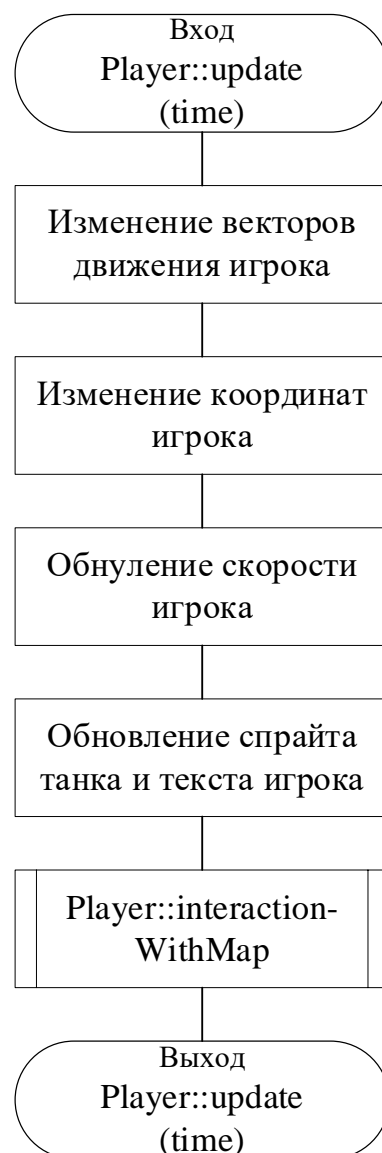 Вход
Player::update
(time)
Изменение векторов
движения игрока
Изменение координат
игрока
Обнуление скорости
игрока
Обновление спрайта
танка и текста игрока
Player::interaction-
WithMap
Выход
Player::update
(time)